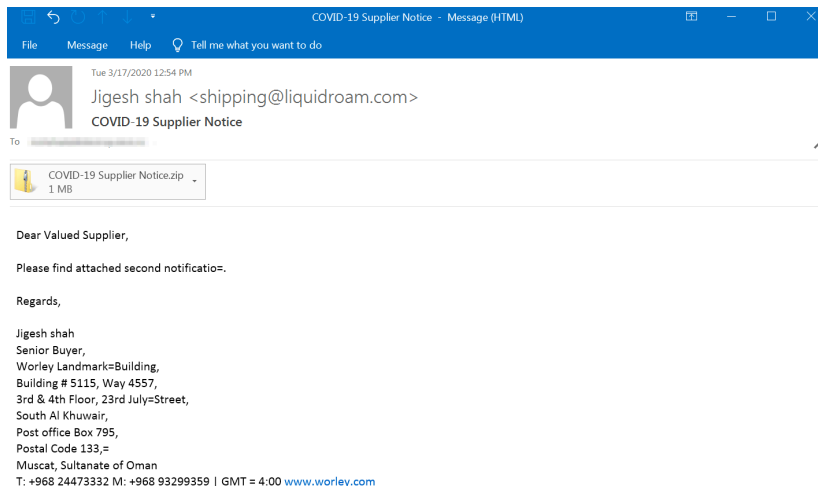 COVID-19 Supplier Notice - Message (HTML)
File Message Help Tell me what you want to do
Tue 3/17/2020 12:54 PM
Jigesh shah <shipping@liquidroam.com>
COVID-19 Supplier Notice
To
COVID-19 Supplier Notice.zip
1 MB
Dear Valued Supplier,
Please find attached second notificatio=.
Regards,
Jigesh shah
Senior Buyer,
Worley Landmark=Building,
Building # 5115, Way 4557,
3rd & 4th Floor, 23rd July=Street,
South Al Khuwair,
Post office Box 795,
Postal Code 133,=
Muscat, Sultanate of Oman
T: +968 24473332 M: +968 93299359 | GMT = 4:00 www.worley.com